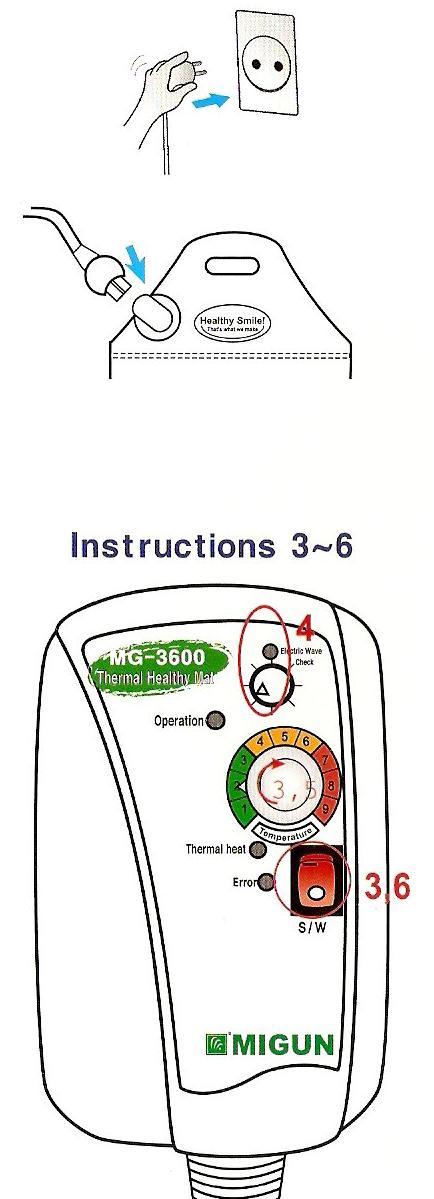 Healthy Smile!
That's what we make
Instructions 3~6
4
MG-3600
Thermal Healthy Mat
Electric Wave
Check
Operation
1 2 3 4 5 6 7 8 9
3,5
Temperature
Thermal heat
Error
3,6
S/W
MIGUN